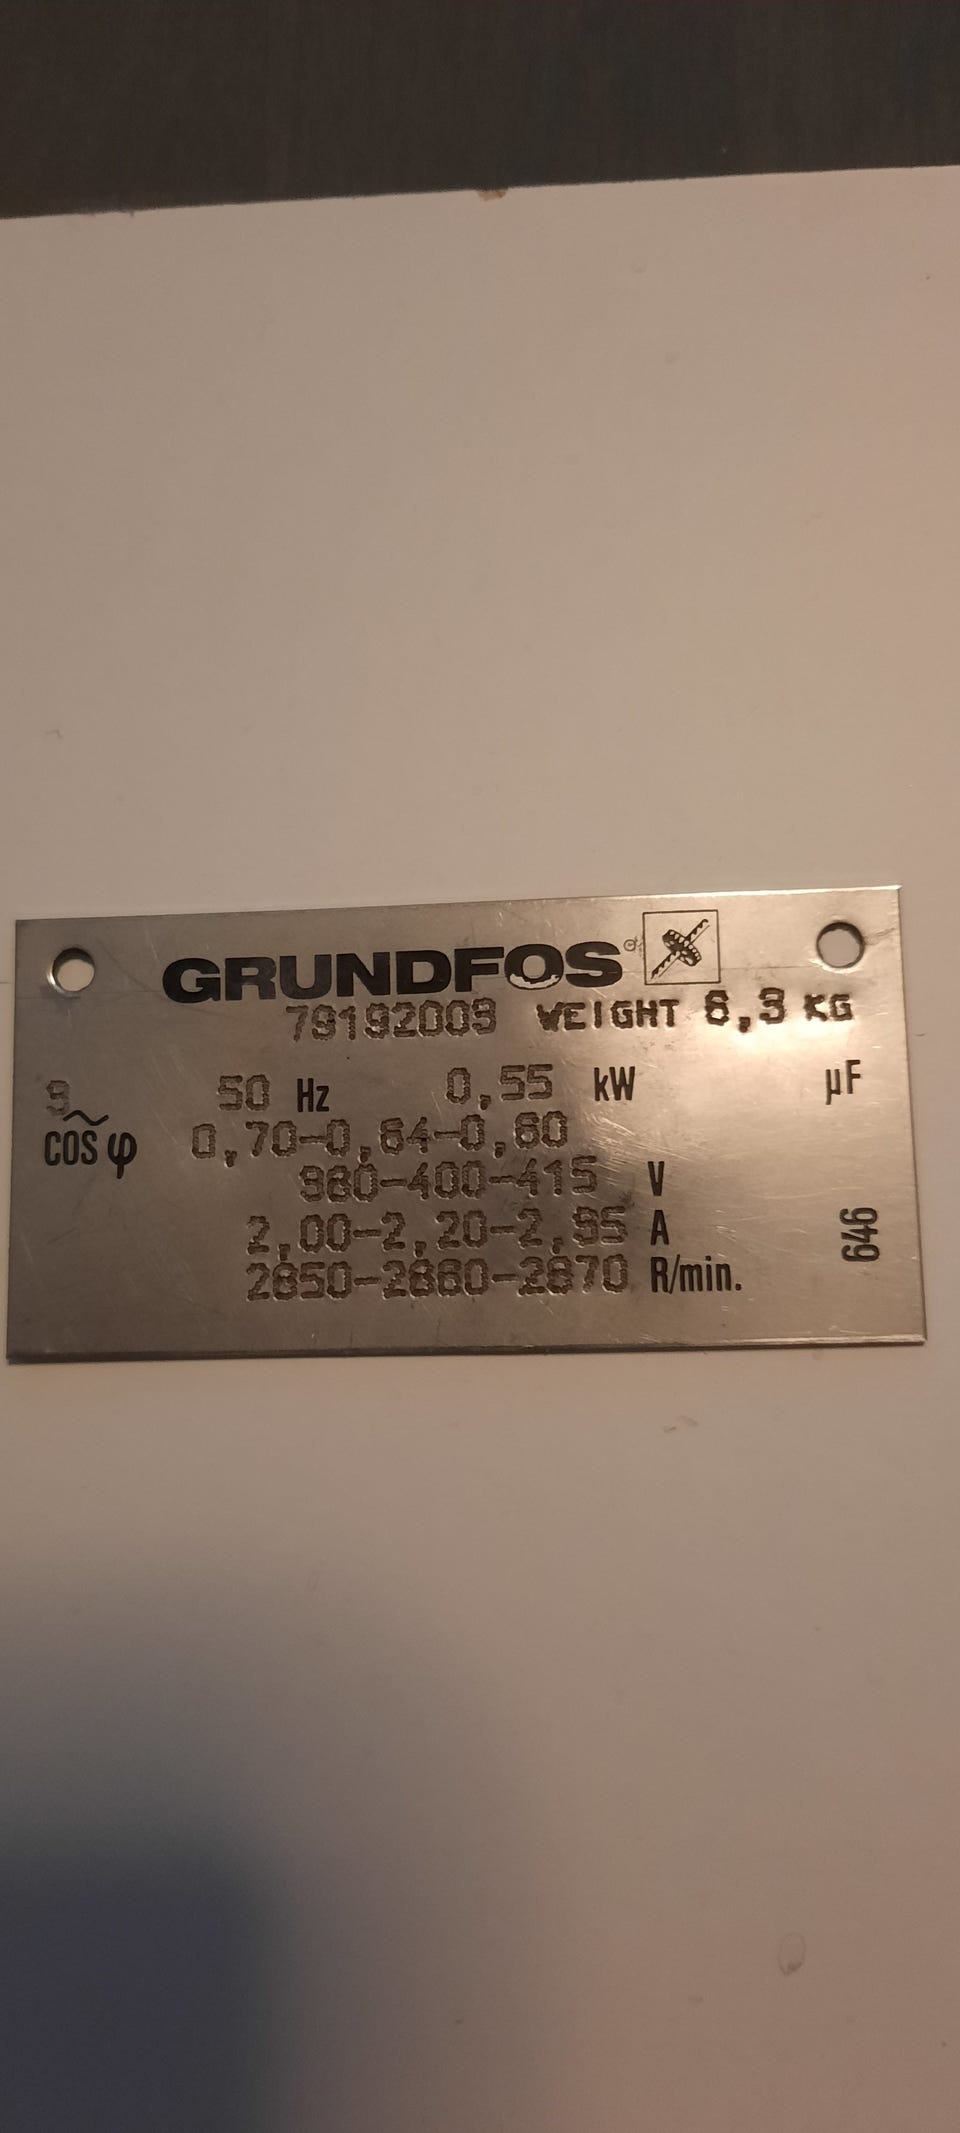 GRUNDFOS®
79192009 WEIGHT 6,3 KG
3~ 50 Hz 0,55 kW µF
COS φ 0,70-0,64-0,60
380-400-415 V
2,00-2,20-2,35 A
2850-2860-2870 R/min.
646